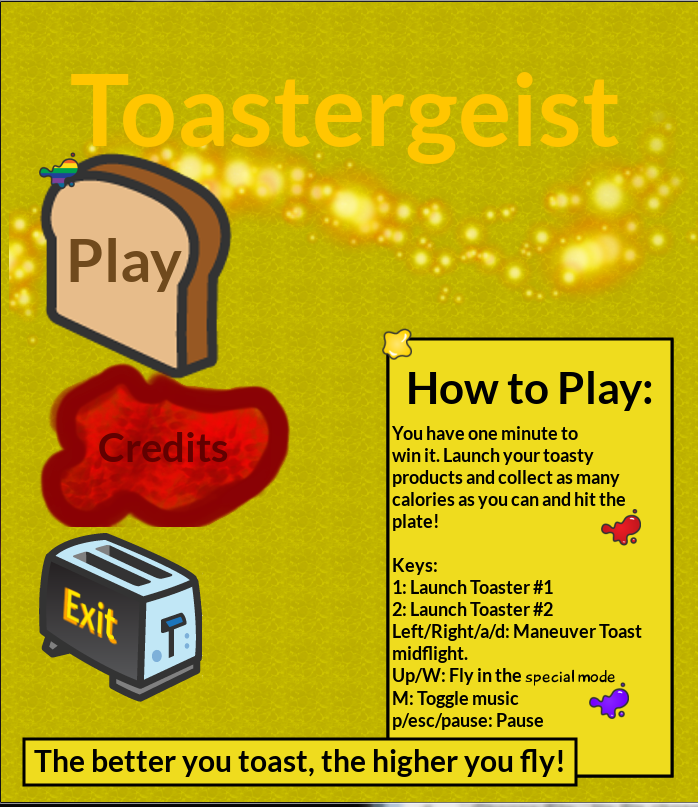 Toastergeist
Play
Credits
Exit
How to Play:
You have one minute to
win it. Launch your toasty
products and collect as many
calories as you can and hit the
plate!
Keys:
1: Launch Toaster #1
2: Launch Toaster #2
Left/Right/a/d: Maneuver Toast
midflight.
Up/W: Fly in the special mode
M: Toggle music
p/esc/pause: Pause
The better you toast, the higher you fly!